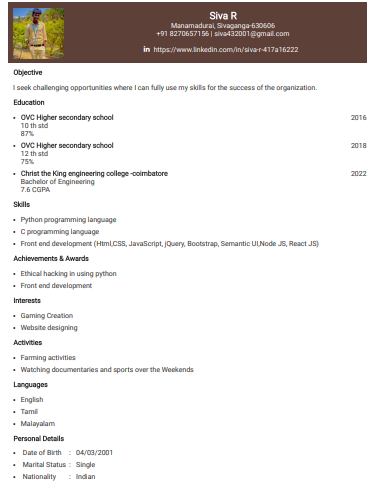 Siva R
Manamadurai, Sivaganga-630606
+91 8270657156 | siva432001@gmail.com
in https://www.linkedin.com/in/siva-r-417a16222
Objective
I seek challenging opportunities where I can fully use my skills for the success of the organization.
Education
• OVC Higher secondary school 2016
10 th std
87%
• OVC Higher secondary school 2018
12 th std
75%
• Christ the King engineering college -coimbatore 2022
Bachelor of Engineering
7.6 CGPA
Skills
• Python programming language
• C programming language
• Front end development (Html,CSS, JavaScript, jQuery, Bootstrap, Semantic UI,Node JS, React JS)
Achievements & Awards
• Ethical hacking in using python
• Front end development
Interests
• Gaming Creation
• Website designing
Activities
• Farming activities
• Watching documentaries and sports over the Weekends
Languages
• English
• Tamil
• Malayalam
Personal Details
• Date of Birth : 04/03/2001
• Marital Status : Single
• Nationality : Indian